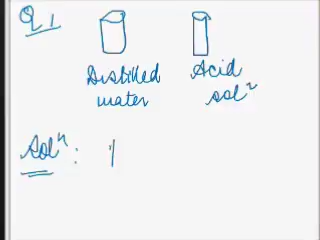 Q1
Distilled
water
Acid
solⁿ
Solⁿ :